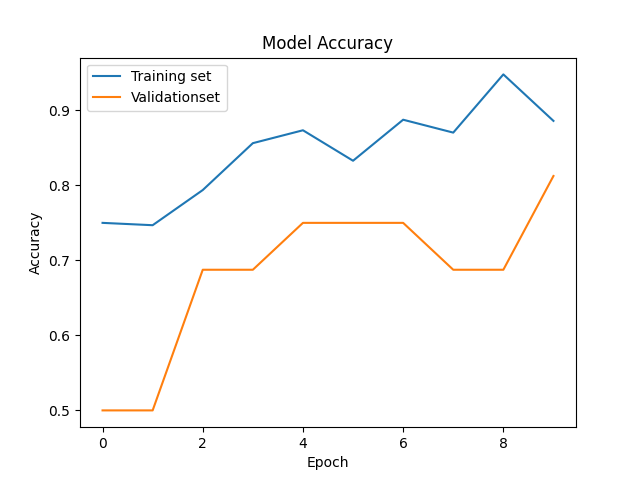 Model Accuracy
Training set
Validationset
0.9
0.8
0.7
0.6
0.5
Accuracy
0 2 4 6 8
Epoch